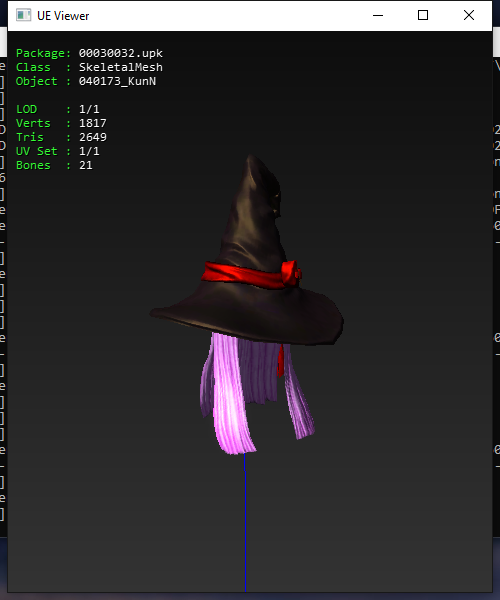 UE Viewer
Package: 00030032.upk
Class : SkeletalMesh
Object : 040173_KunN
LOD : 1/1
Verts : 1817
Tris : 2649
UV Set : 1/1
Bones : 21